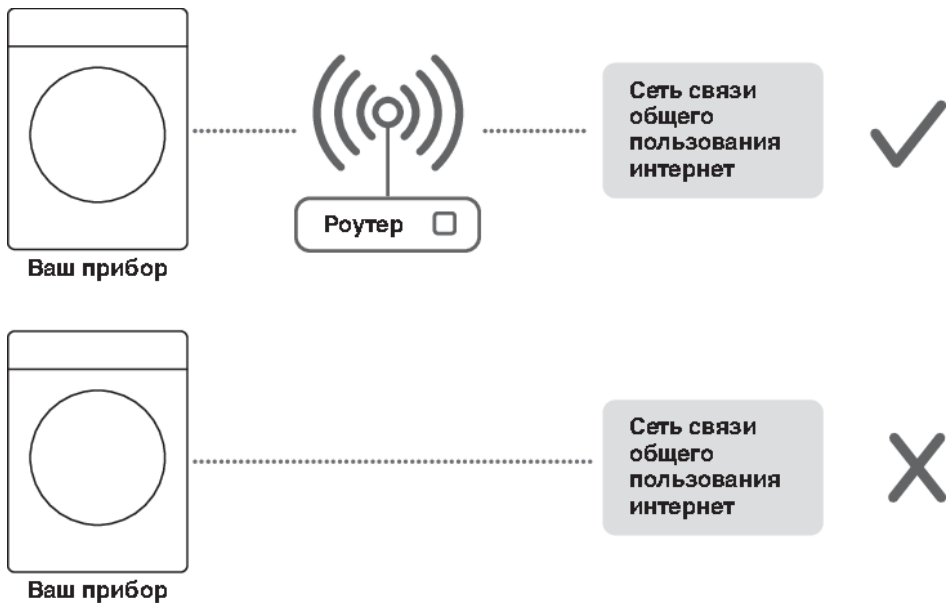 Сеть связи
общего
пользования
интернет
Роутер
Ваш прибор
Сеть связи
общего
пользования
интернет
Ваш прибор